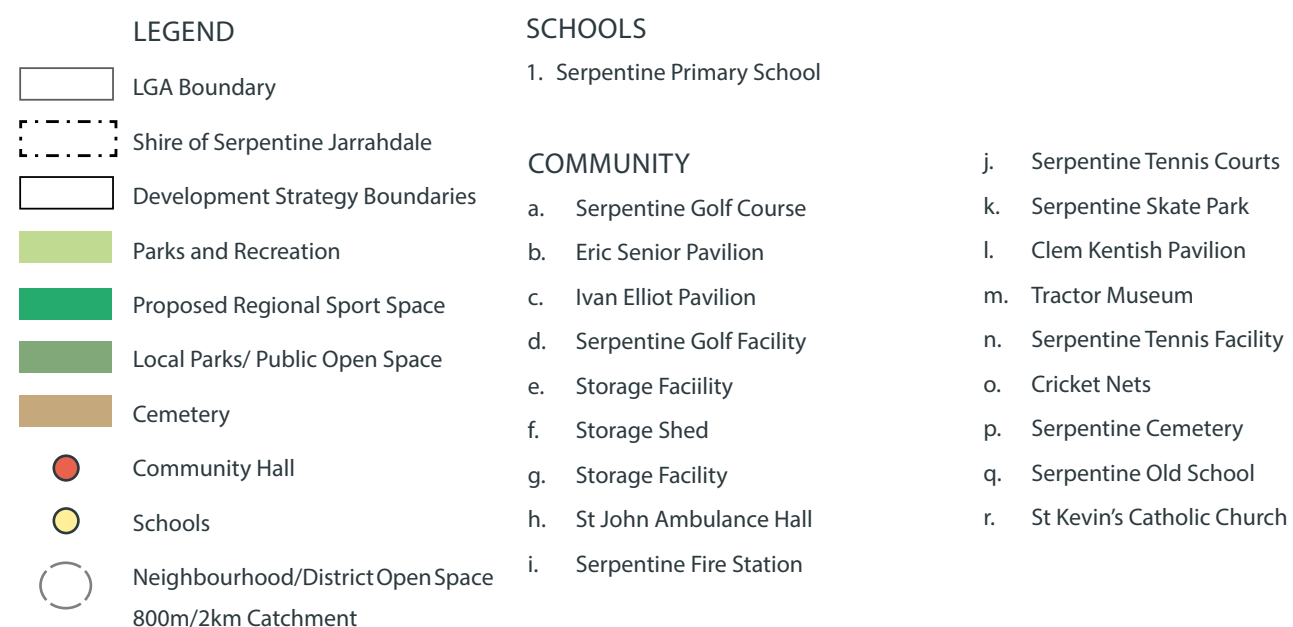 LEGEND
LGA Boundary
Shire of Serpentine Jarrahdale
Development Strategy Boundaries
Parks and Recreation
Proposed Regional Sport Space
Local Parks/ Public Open Space
Cemetery
Community Hall
Schools
Neighbourhood/District Open Space
800m/2km Catchment
SCHOOLS
1. Serpentine Primary School
COMMUNITY
a. Serpentine Golf Course
b. Eric Senior Pavilion
c. Ivan Elliot Pavilion
d. Serpentine Golf Facility
e. Storage Faciility
f. Storage Shed
g. Storage Facility
h. St John Ambulance Hall
i. Serpentine Fire Station
j. Serpentine Tennis Courts
k. Serpentine Skate Park
l. Clem Kentish Pavilion
m. Tractor Museum
n. Serpentine Tennis Facility
o. Cricket Nets
p. Serpentine Cemetery
q. Serpentine Old School
r. St Kevin’s Catholic Church